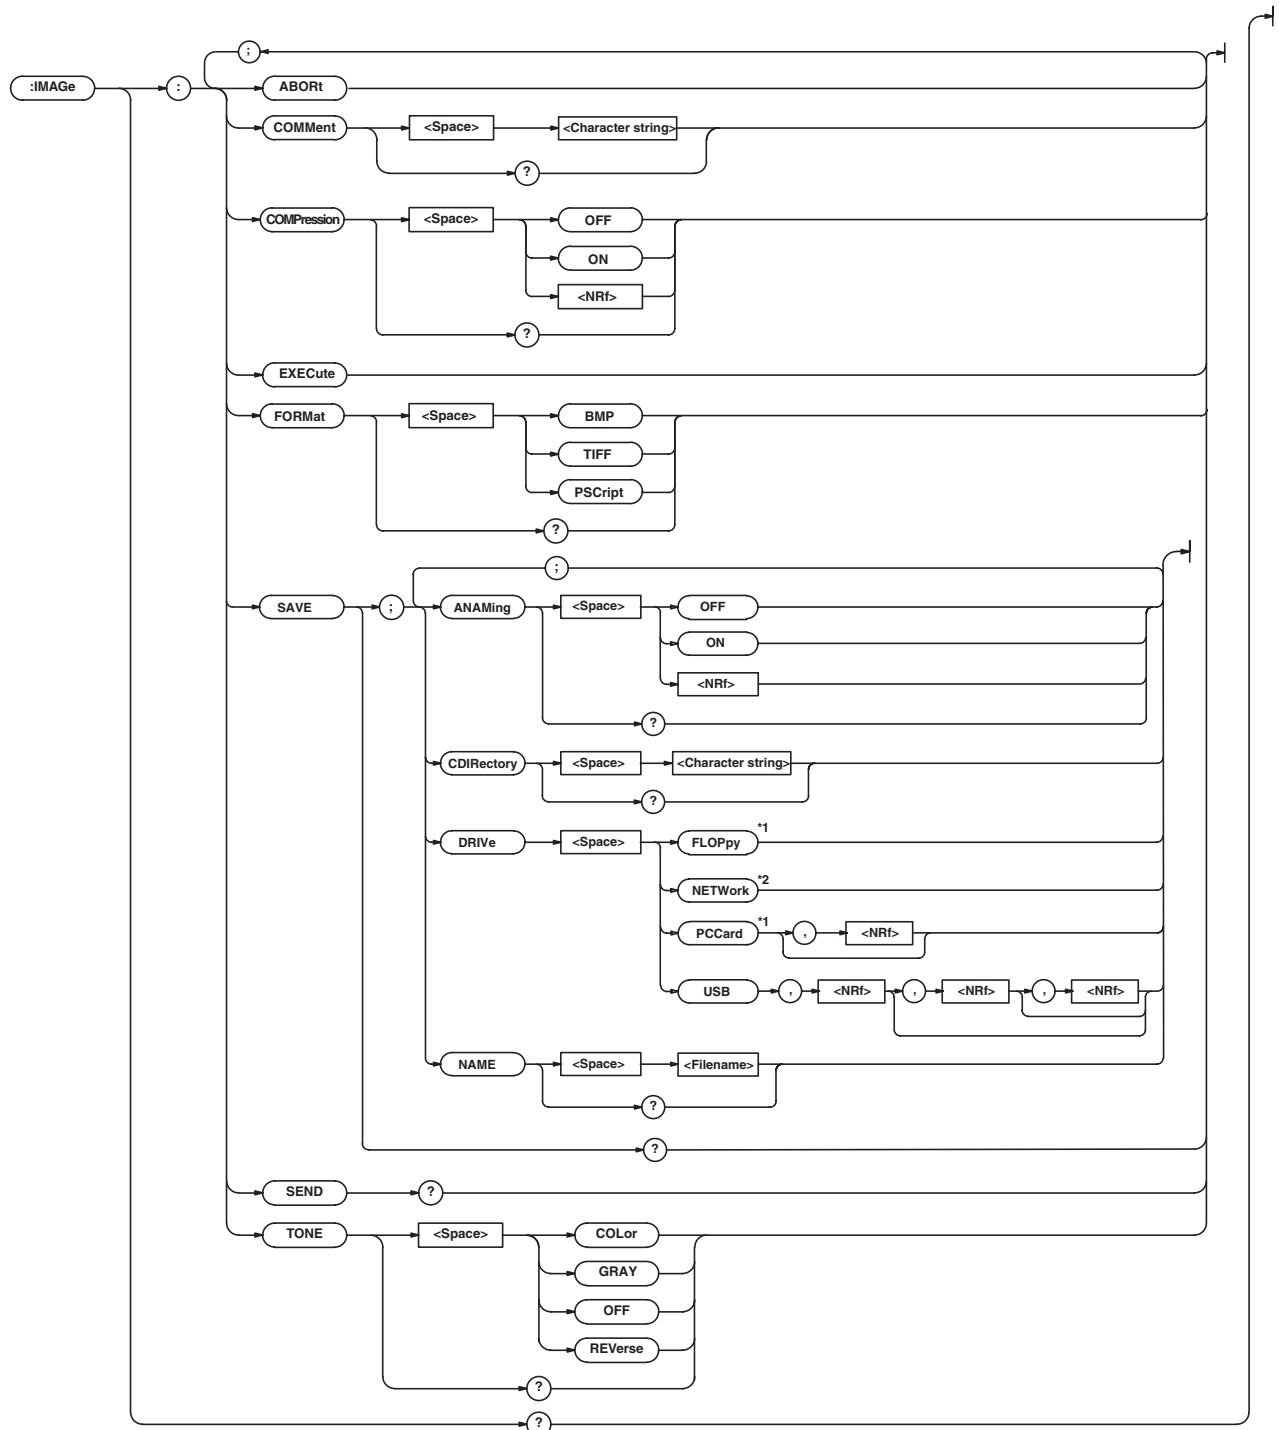 ;
:IMAGe : ABORt
COMMent <Space> <Character string>
?
COMPression <Space> OFF
ON
<NRf>
?
EXECute
FORMat <Space> BMP
TIFF
PSCript
?
;
SAVE ; ANAMing <Space> OFF
ON
<NRf>
?
CDIRectory <Space> <Character string>
?
DRIVe <Space> FLOPpy *1
NETWork *2
PCCard *1 , <NRf>
USB , <NRf> , <NRf> , <NRf>
NAME <Space> <Filename>
?
?
SEND ?
TONE <Space> COLor
GRAY
OFF
REVerse
?
?